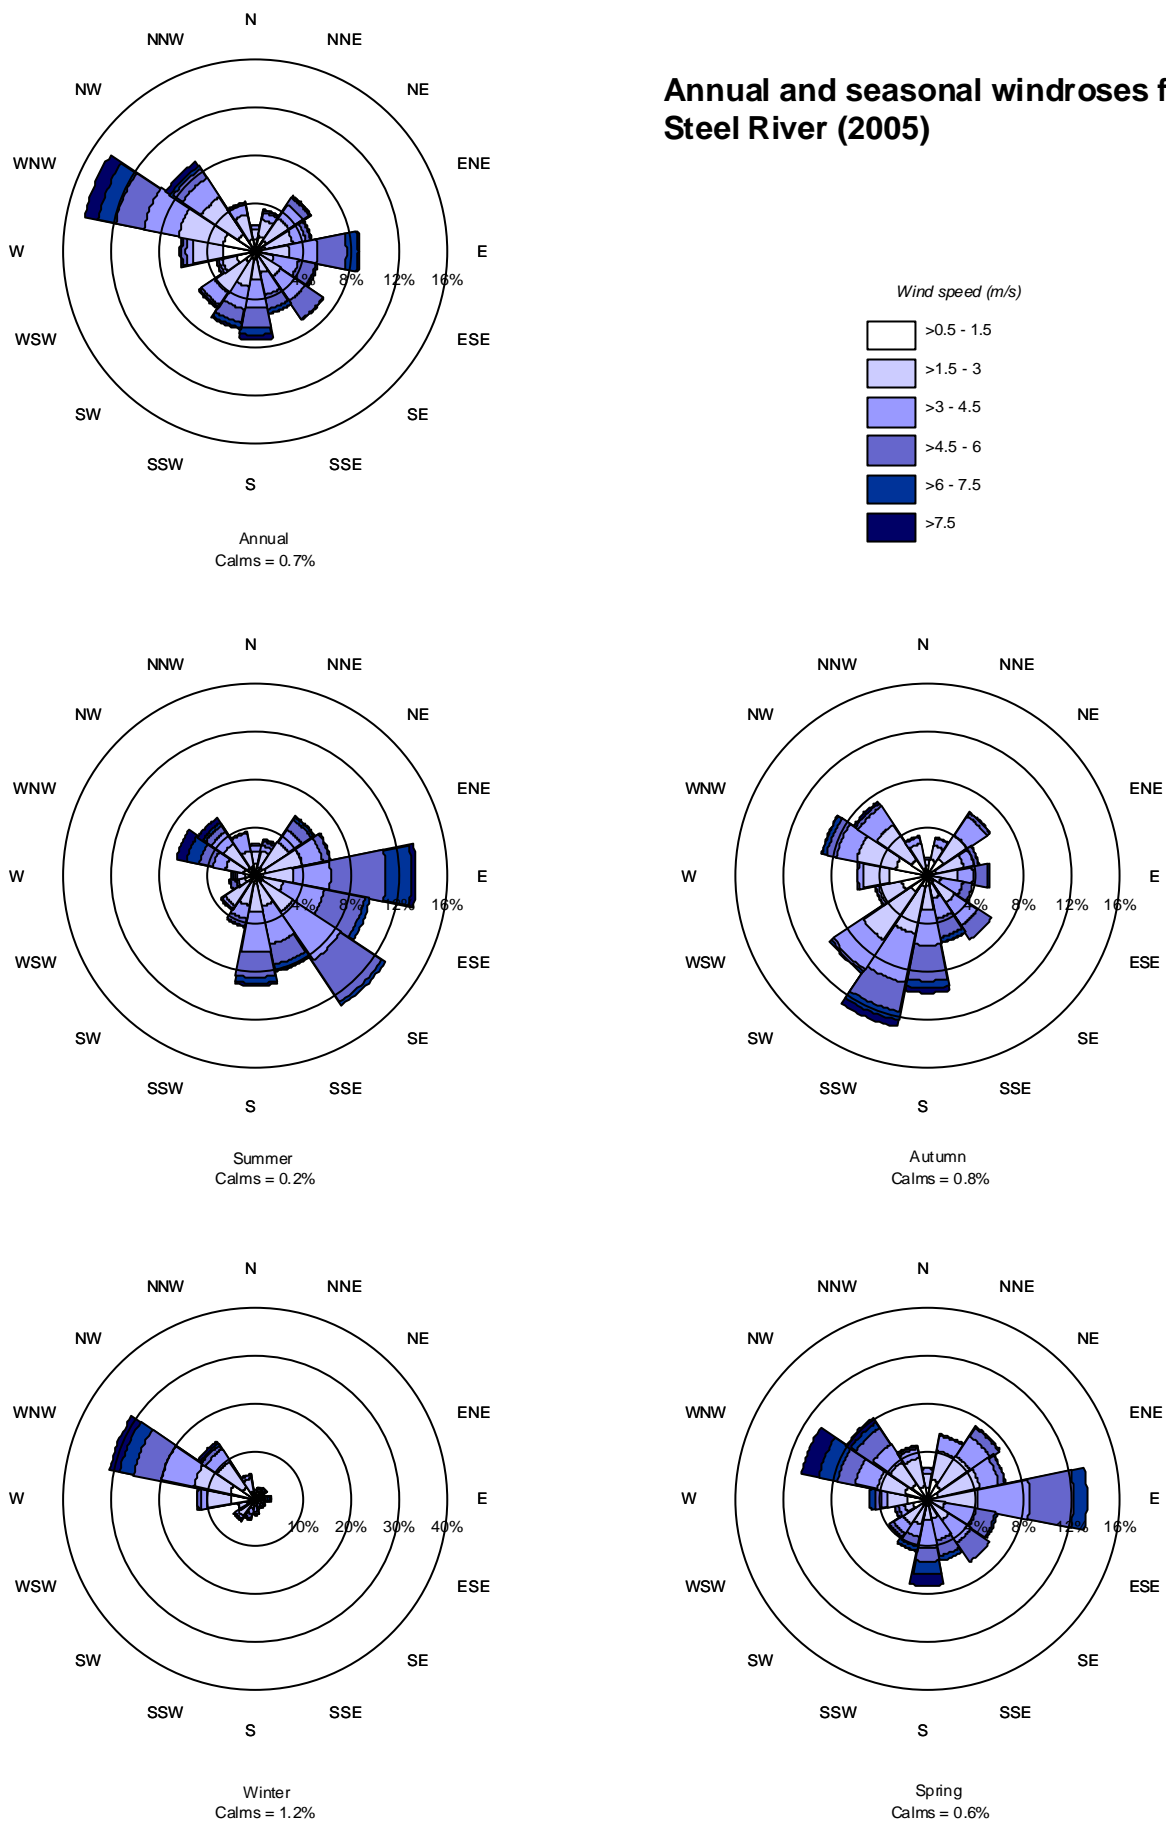 Annual and seasonal windroses f
Steel River (2005)
N
NNW
NNE
NW
NE
WNW
ENE
W
E
4%
8%
12%
16%
WSW
ESE
SW
SE
SSW
SSE
S
Annual
Calms = 0.7%
Wind speed (m/s)
>0.5 - 1.5
>1.5 - 3
>3 - 4.5
>4.5 - 6
>6 - 7.5
>7.5
N
NNW
NNE
NW
NE
WNW
ENE
W
E
4%
8%
12%
16%
WSW
ESE
SW
SE
SSW
SSE
S
Summer
Calms = 0.2%
N
NNW
NNE
NW
NE
WNW
ENE
W
E
4%
8%
12%
16%
WSW
ESE
SW
SE
SSW
SSE
S
Autumn
Calms = 0.8%
N
NNW
NNE
NW
NE
WNW
ENE
W
E
10%
20%
30%
40%
WSW
ESE
SW
SE
SSW
SSE
S
Winter
Calms = 1.2%
N
NNW
NNE
NW
NE
WNW
ENE
W
E
4%
8%
12%
16%
WSW
ESE
SW
SE
SSW
SSE
S
Spring
Calms = 0.6%